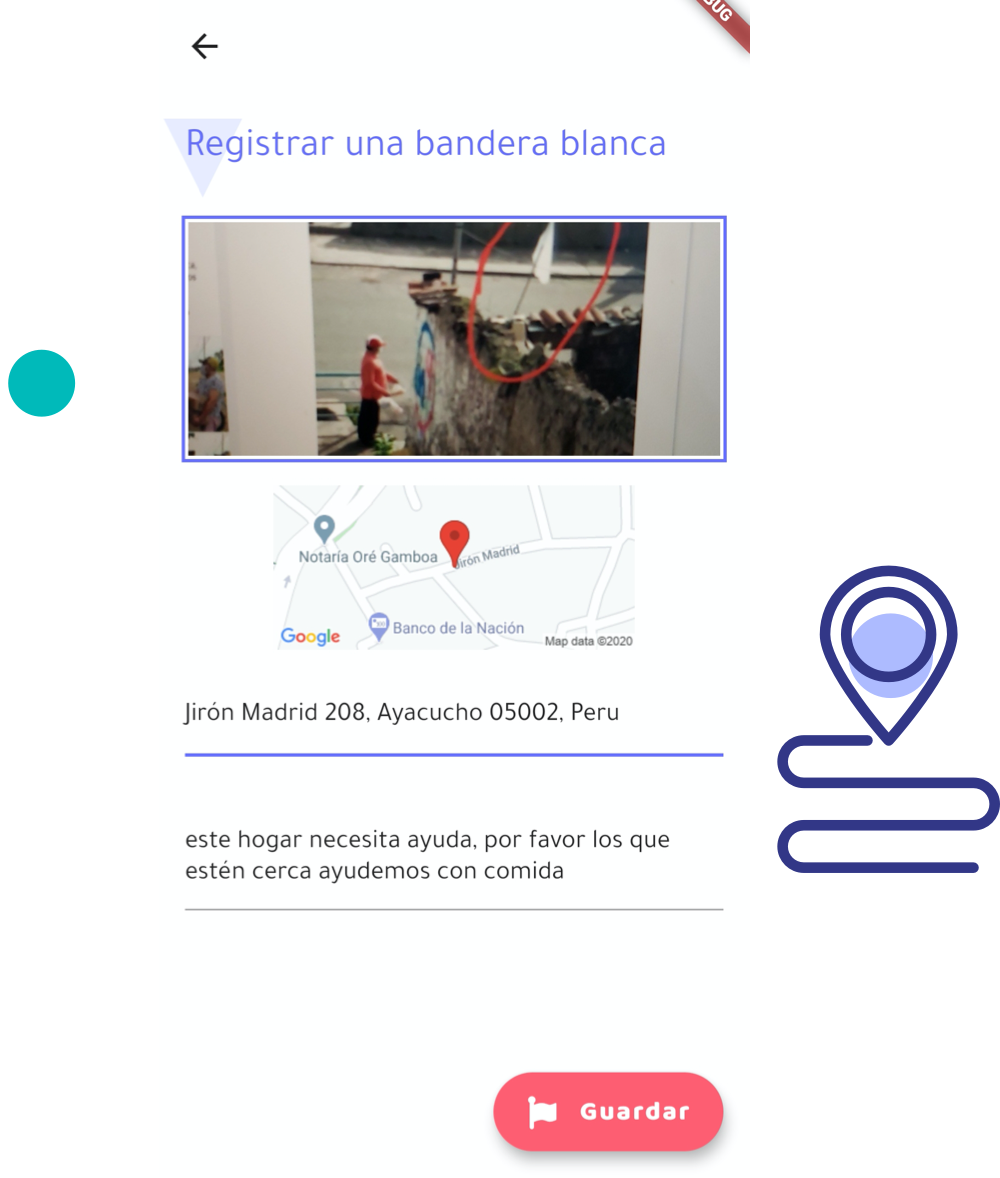 Registrar una bandera blanca
Notaría Oré Gamboa
Jirón Madrid
Banco de la Nación
Google
Map data ©2020
Jirón Madrid 208, Ayacucho 05002, Peru
este hogar necesita ayuda, por favor los que
estén cerca ayudemos con comida
Guardar